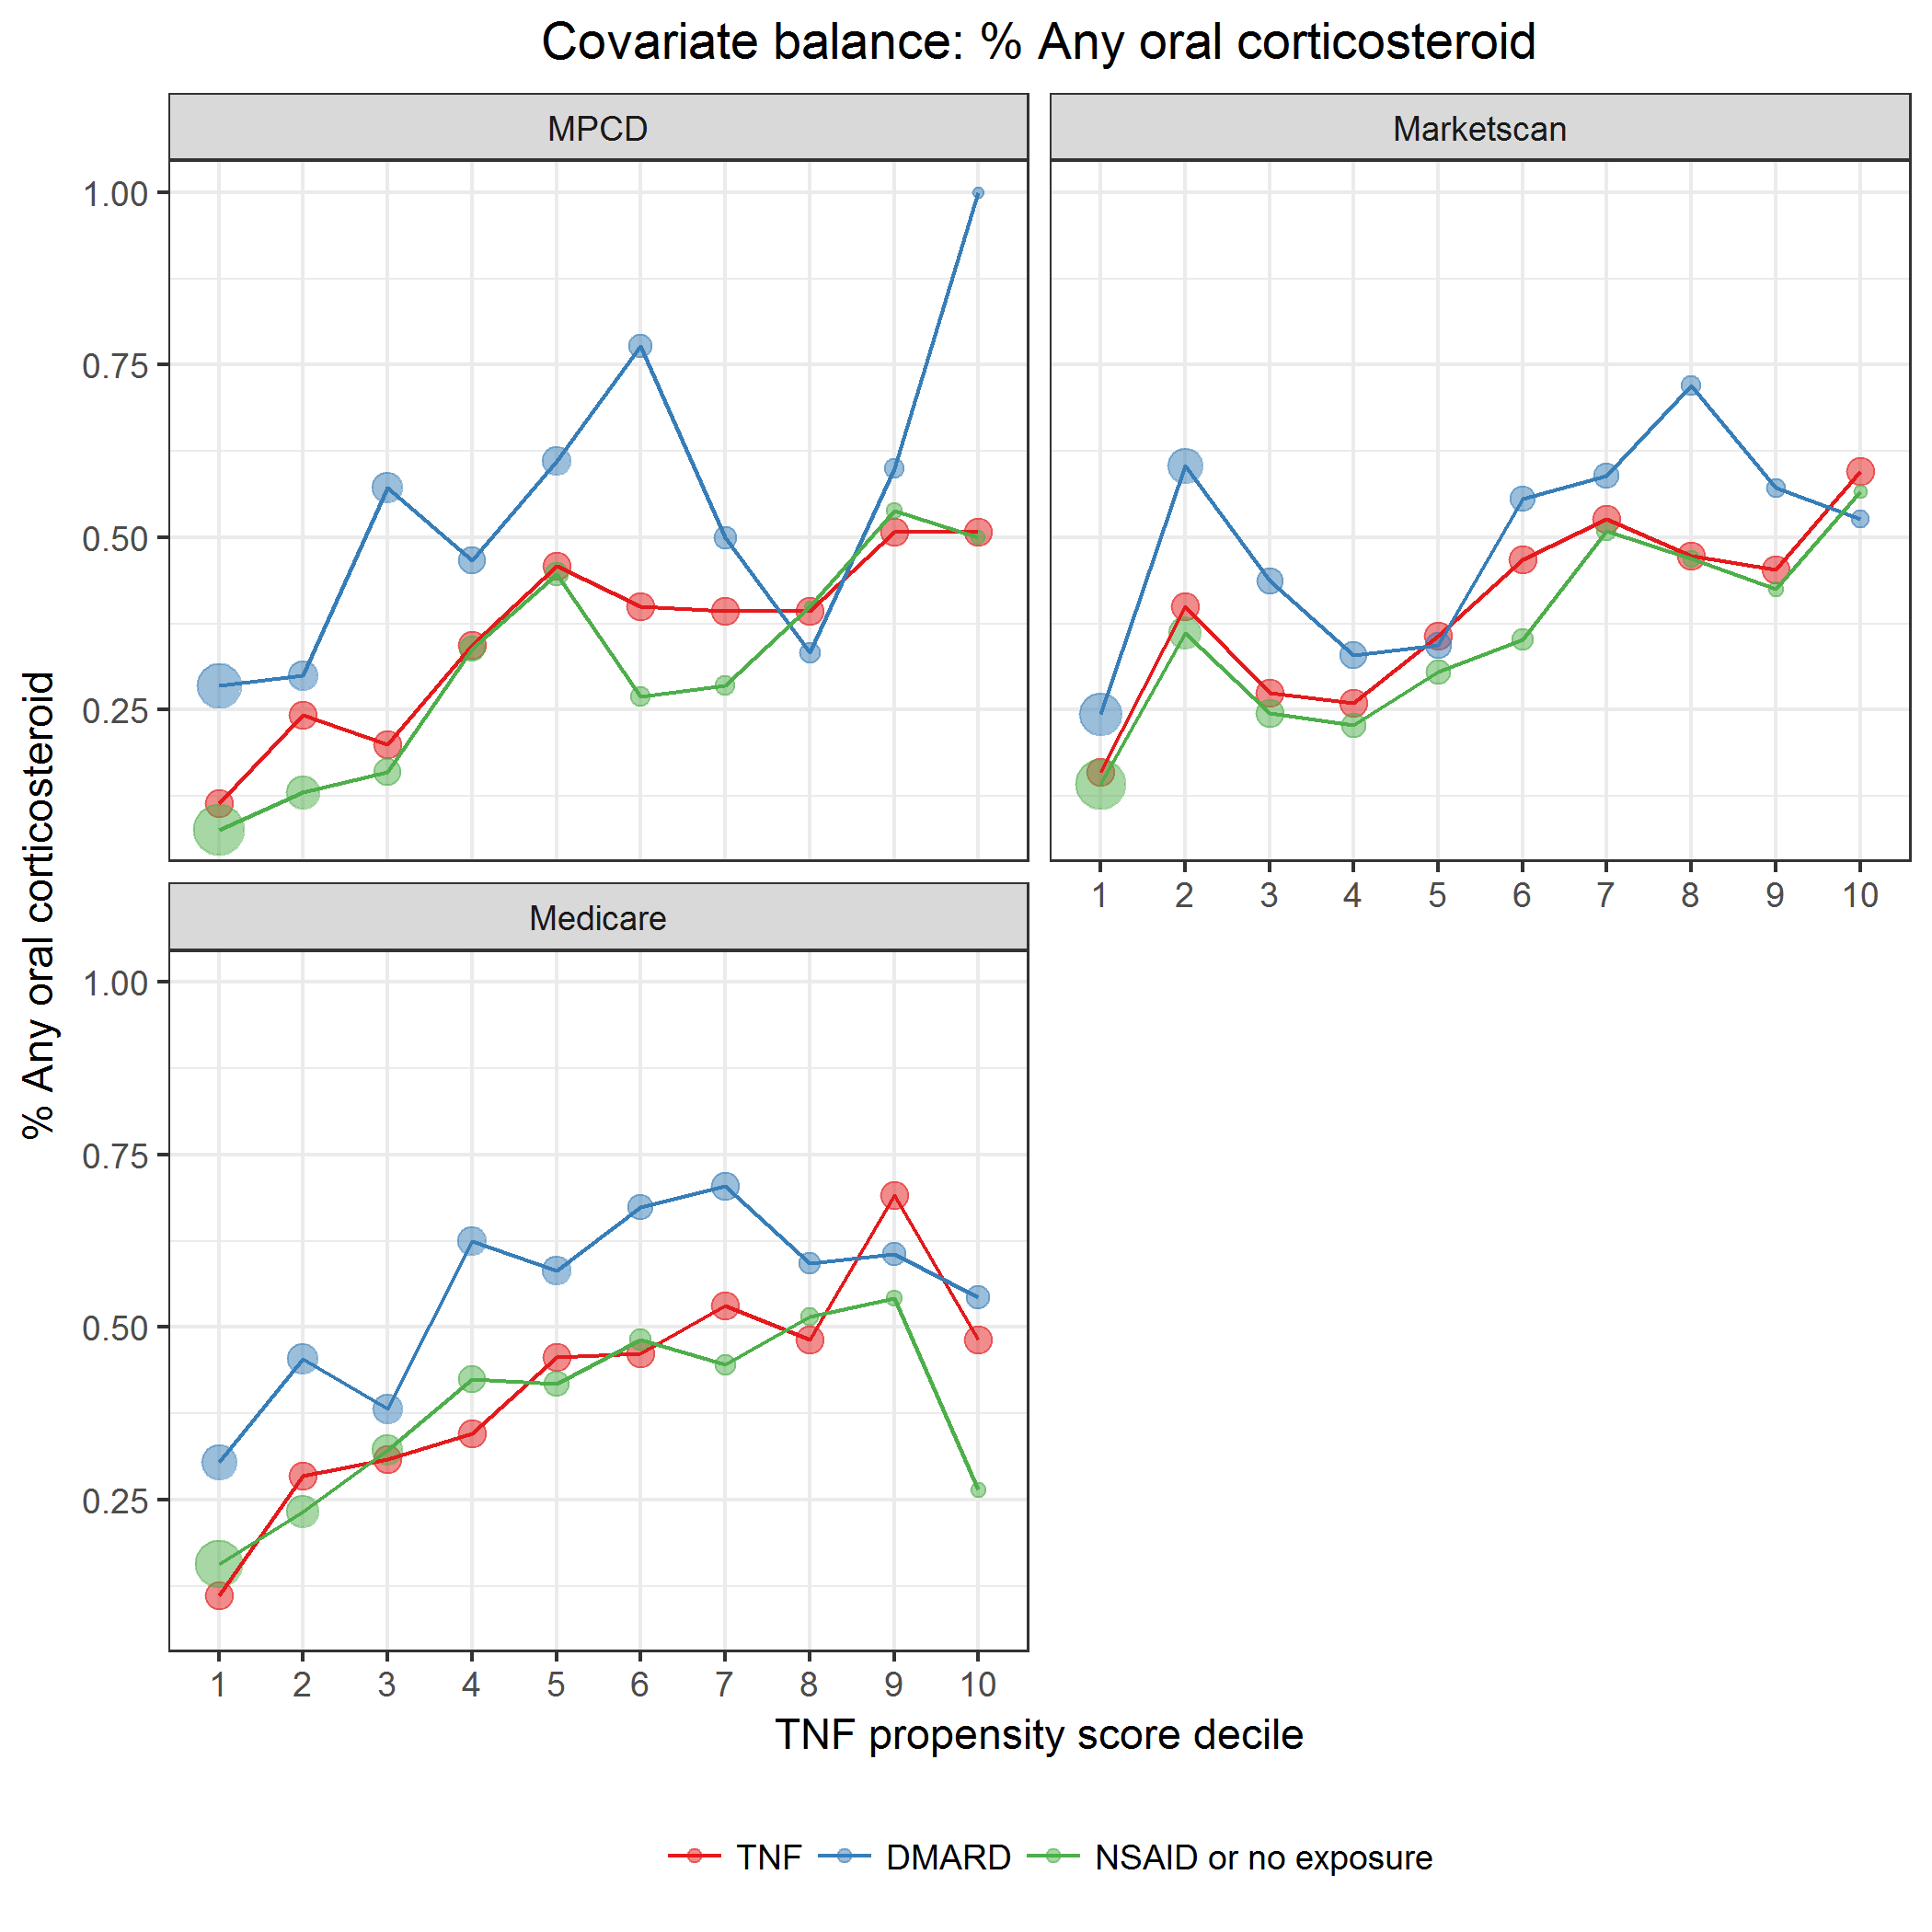 Covariate balance: % Any oral corticosteroid
MPCD
Marketscan
1.00
0.75
0.50
0.25
1 2 3 4 5 6 7 8 9 10
% Any oral corticosteroid
Medicare
1.00
0.75
0.50
0.25
1 2 3 4 5 6 7 8 9 10
TNF propensity score decile
TNF DMARD NSAID or no exposure